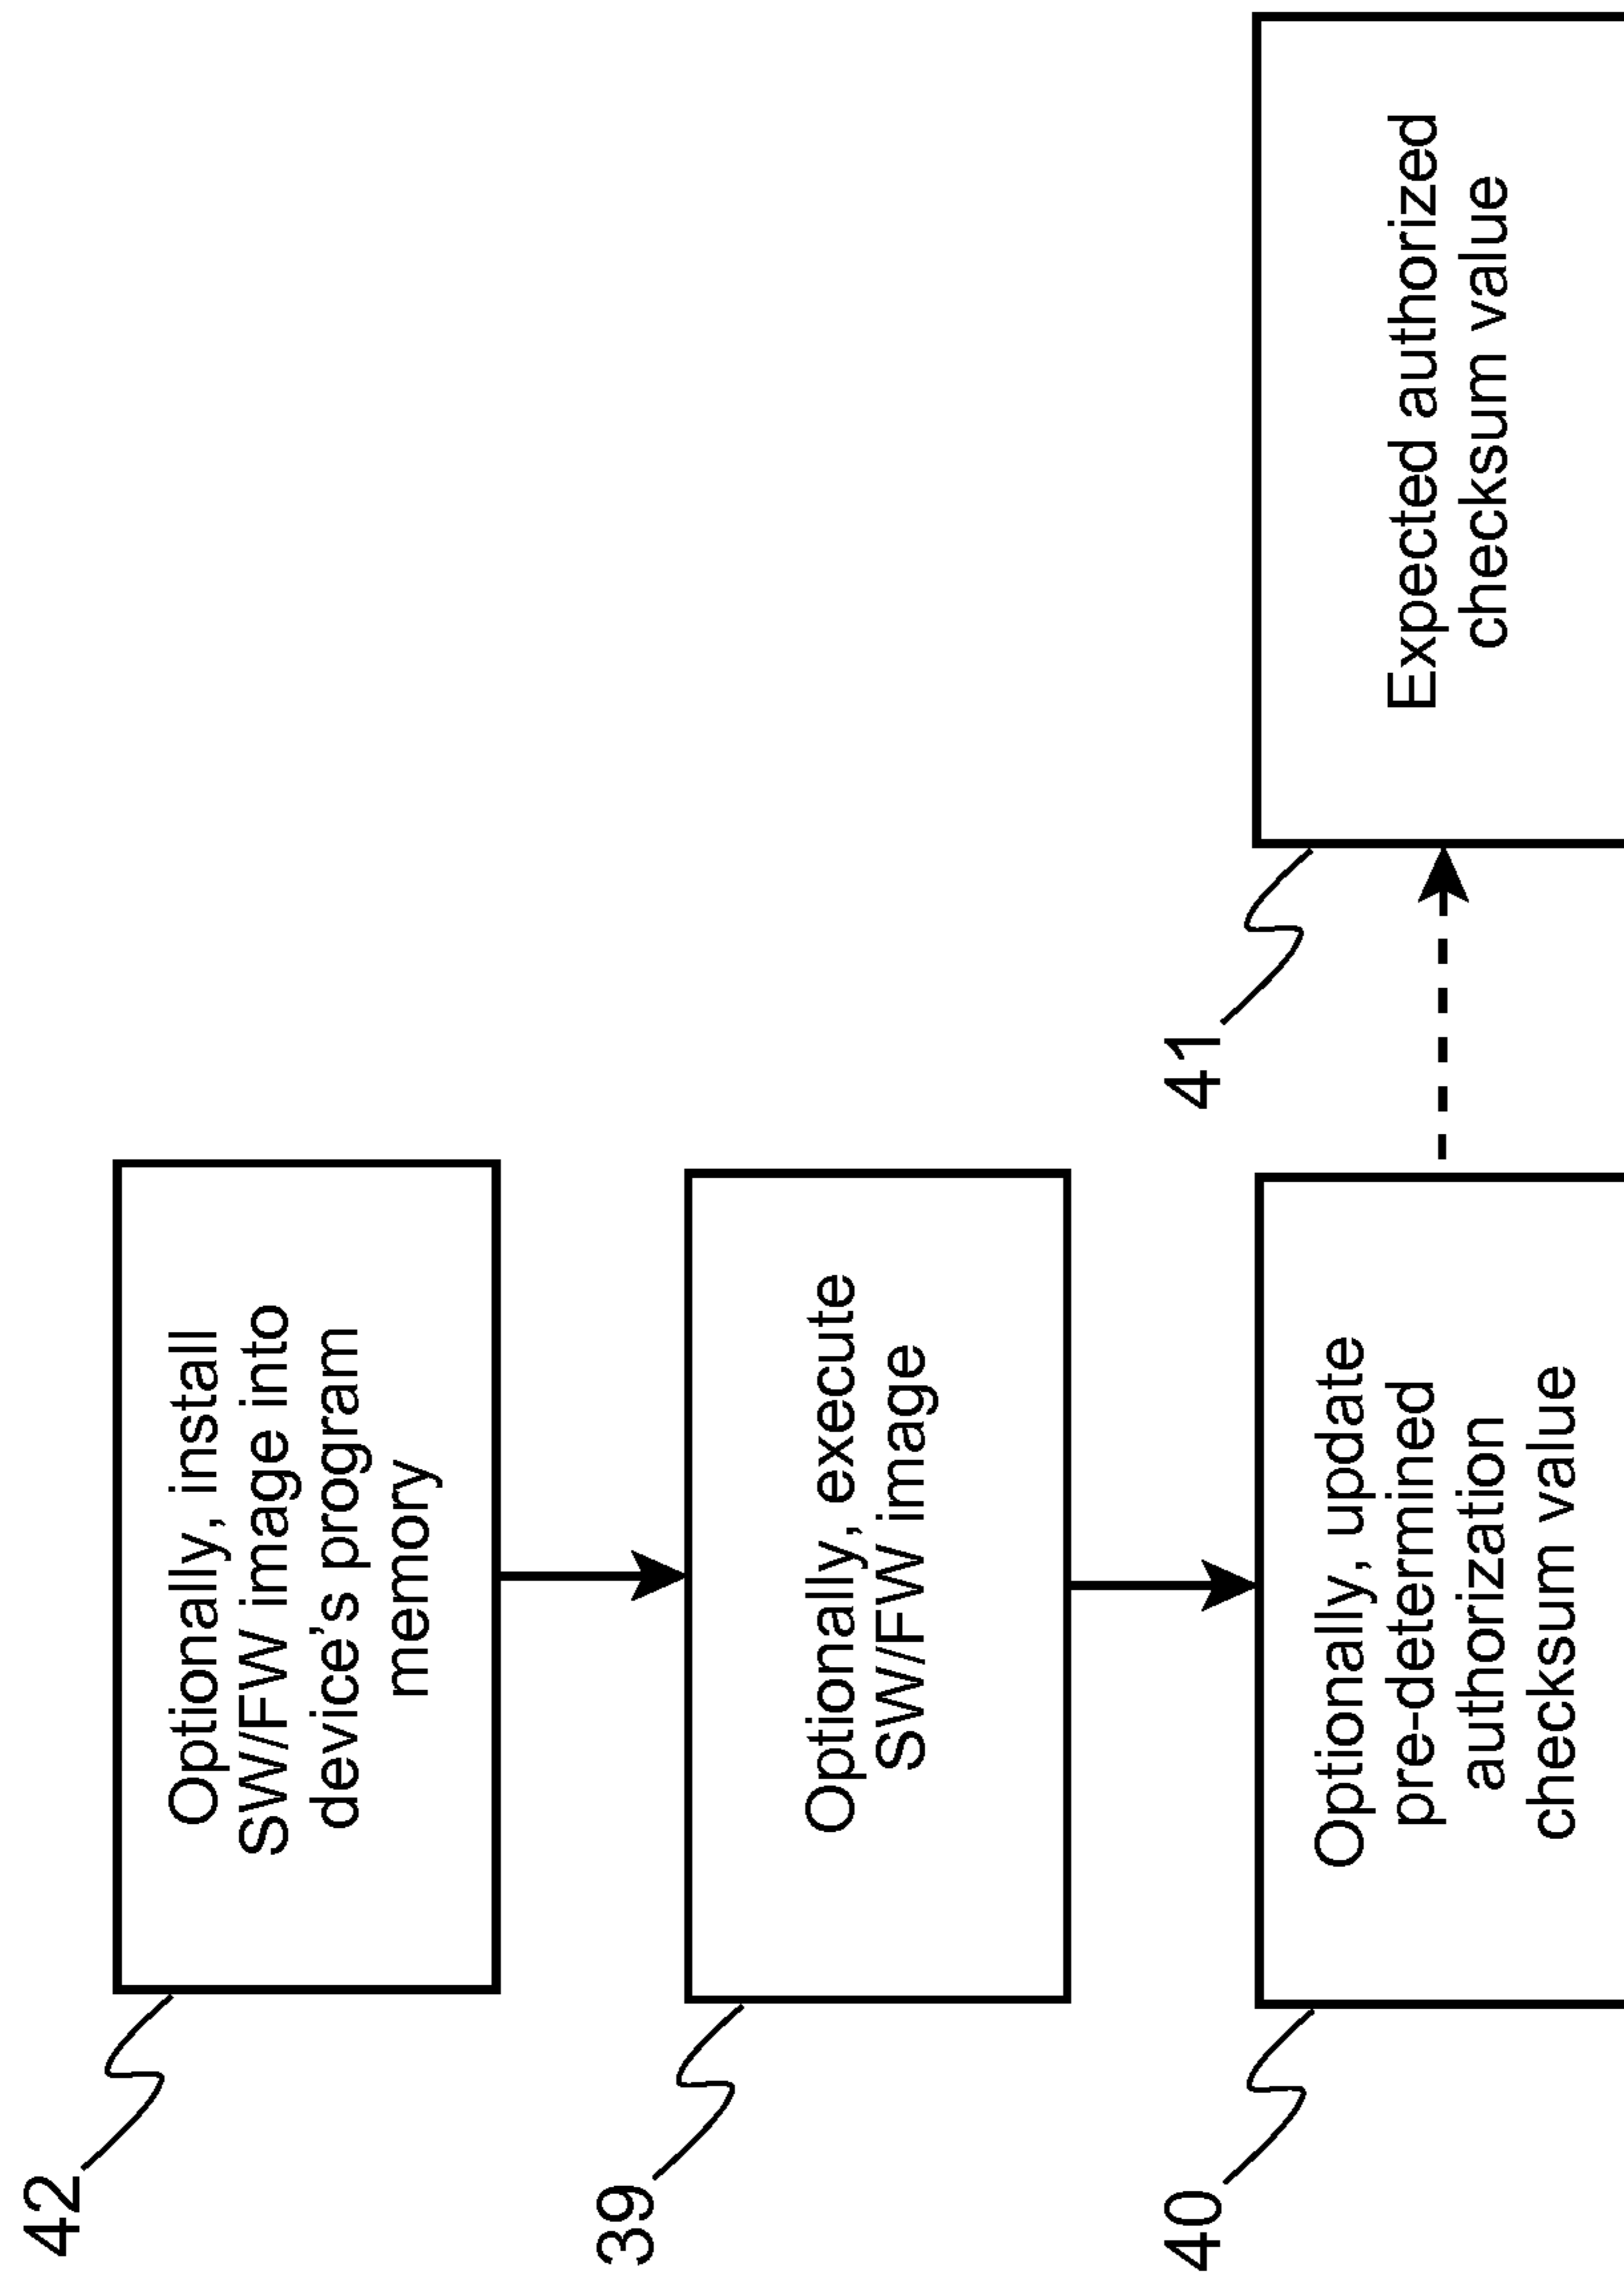 42
Optionally, install
SW/FW image into
device’s program
memory
39
Optionally, execute
SW/FW image
40
Optionally, update
pre-determined
authorization
checksum value
41
Expected authorized
checksum value